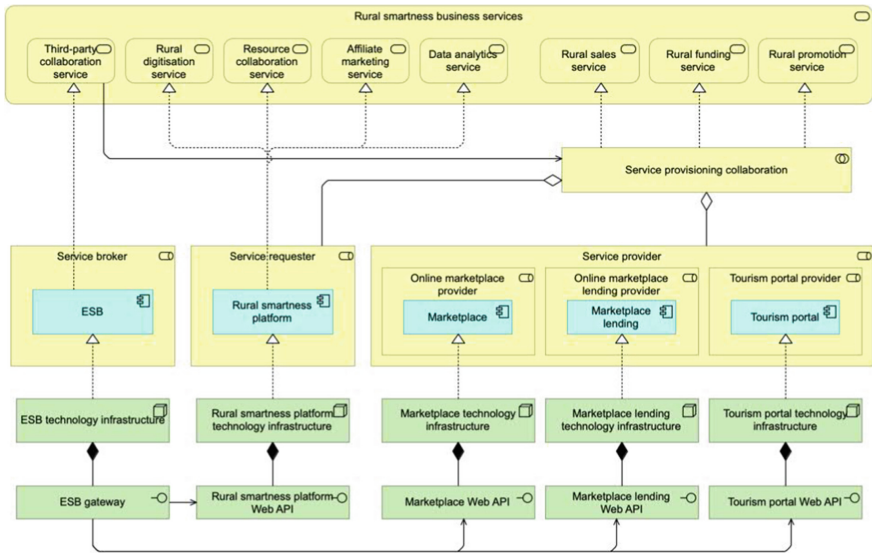 Rural smartness business services
Third-party
collaboration
service
Rural
digitisation
service
Resource
collaboration
service
Affiliate
marketing
service
Data analytics
service
Rural sales
service
Rural funding
service
Rural promotion
service
Service provisioning collaboration
Service broker
Service requester
Service provider
Online marketplace
provider
Online marketplace
lending provider
Tourism portal provider
ESB
Rural smartness
platform
Marketplace
Marketplace
lending
Tourism portal
ESB technology infrastructure
Rural smartness platform
technology infrastructure
Marketplace technology
infrastructure
Marketplace lending
technology infrastructure
Tourism portal technology
infrastructure
ESB gateway
Rural smartness platform
Web API
Marketplace Web API
Marketplace lending
Web API
Tourism portal Web API